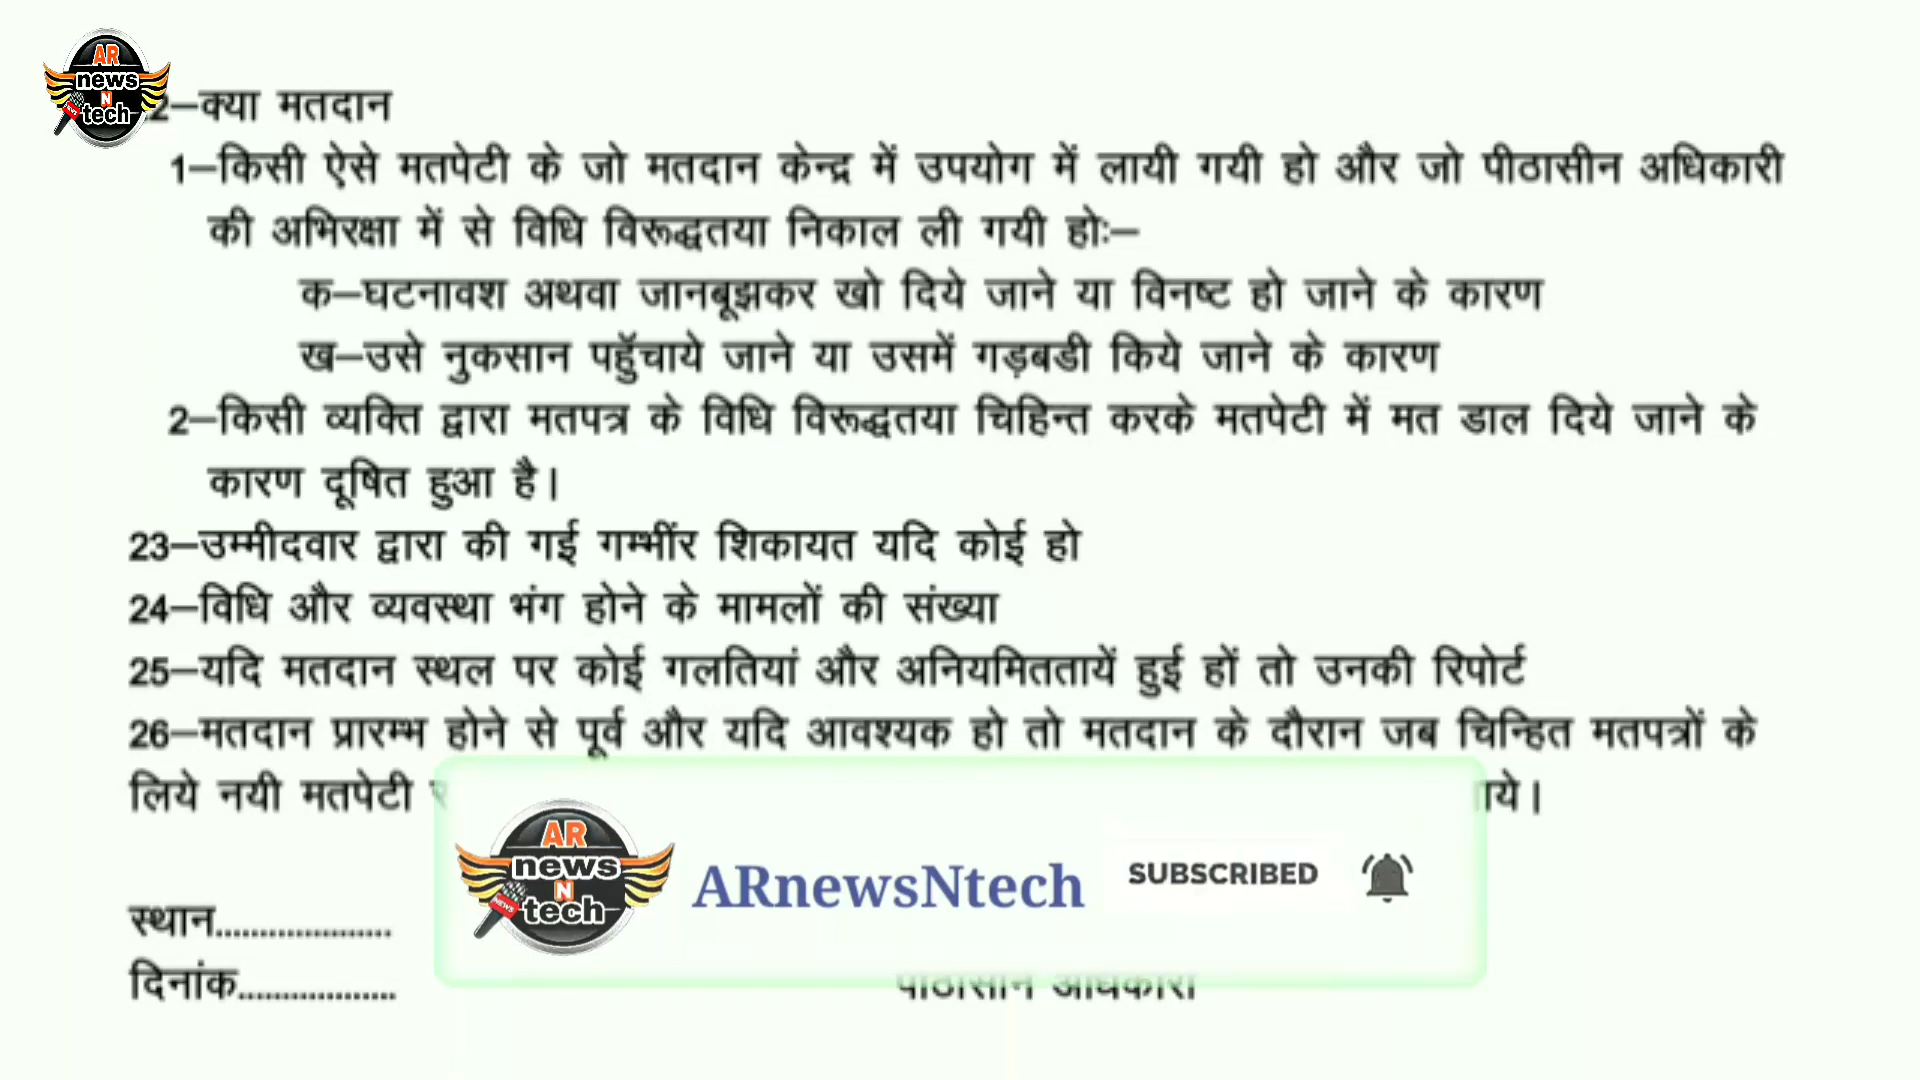 AR
news
N
tech
2–क्या मतदान
1–किसी ऐसे मतपेटी के जो मतदान केन्द्र में उपयोग में लायी गयी हो और जो पीठासीन अधिकारी
की अभिरक्षा में से विधि विरूद्धतया निकाल ली गयी होः–
क–घटनावश अथवा जानबूझकर खो दिये जाने या विनष्ट हो जाने के कारण
ख–उसे नुकसान पहुॅचाये जाने या उसमें गड़बडी किये जाने के कारण
2–किसी व्यक्ति द्वारा मतपत्र के विधि विरूद्धतया चिहिन्त करके मतपेटी में मत डाल दिये जाने के
कारण दूषित हुआ है।
23–उम्मीदवार द्वारा की गई गम्भींर शिकायत यदि कोई हो
24–विधि और व्यवस्था भंग होने के मामलों की संख्या
25–यदि मतदान स्थल पर कोई गलतियां और अनियमिततायें हुई हों तो उनकी रिपोर्ट
26–मतदान प्रारम्भ होने से पूर्व और यदि आवश्यक हो तो मतदान के दौरान जब चिन्हित मतपत्रों के
लिये नयी मतपेटी
AR
news
N
tech
NEWS
ARnewsNtech
SUBSCRIBED
स्थान....................
दिनांक..................
पीठासीन अधिकारी